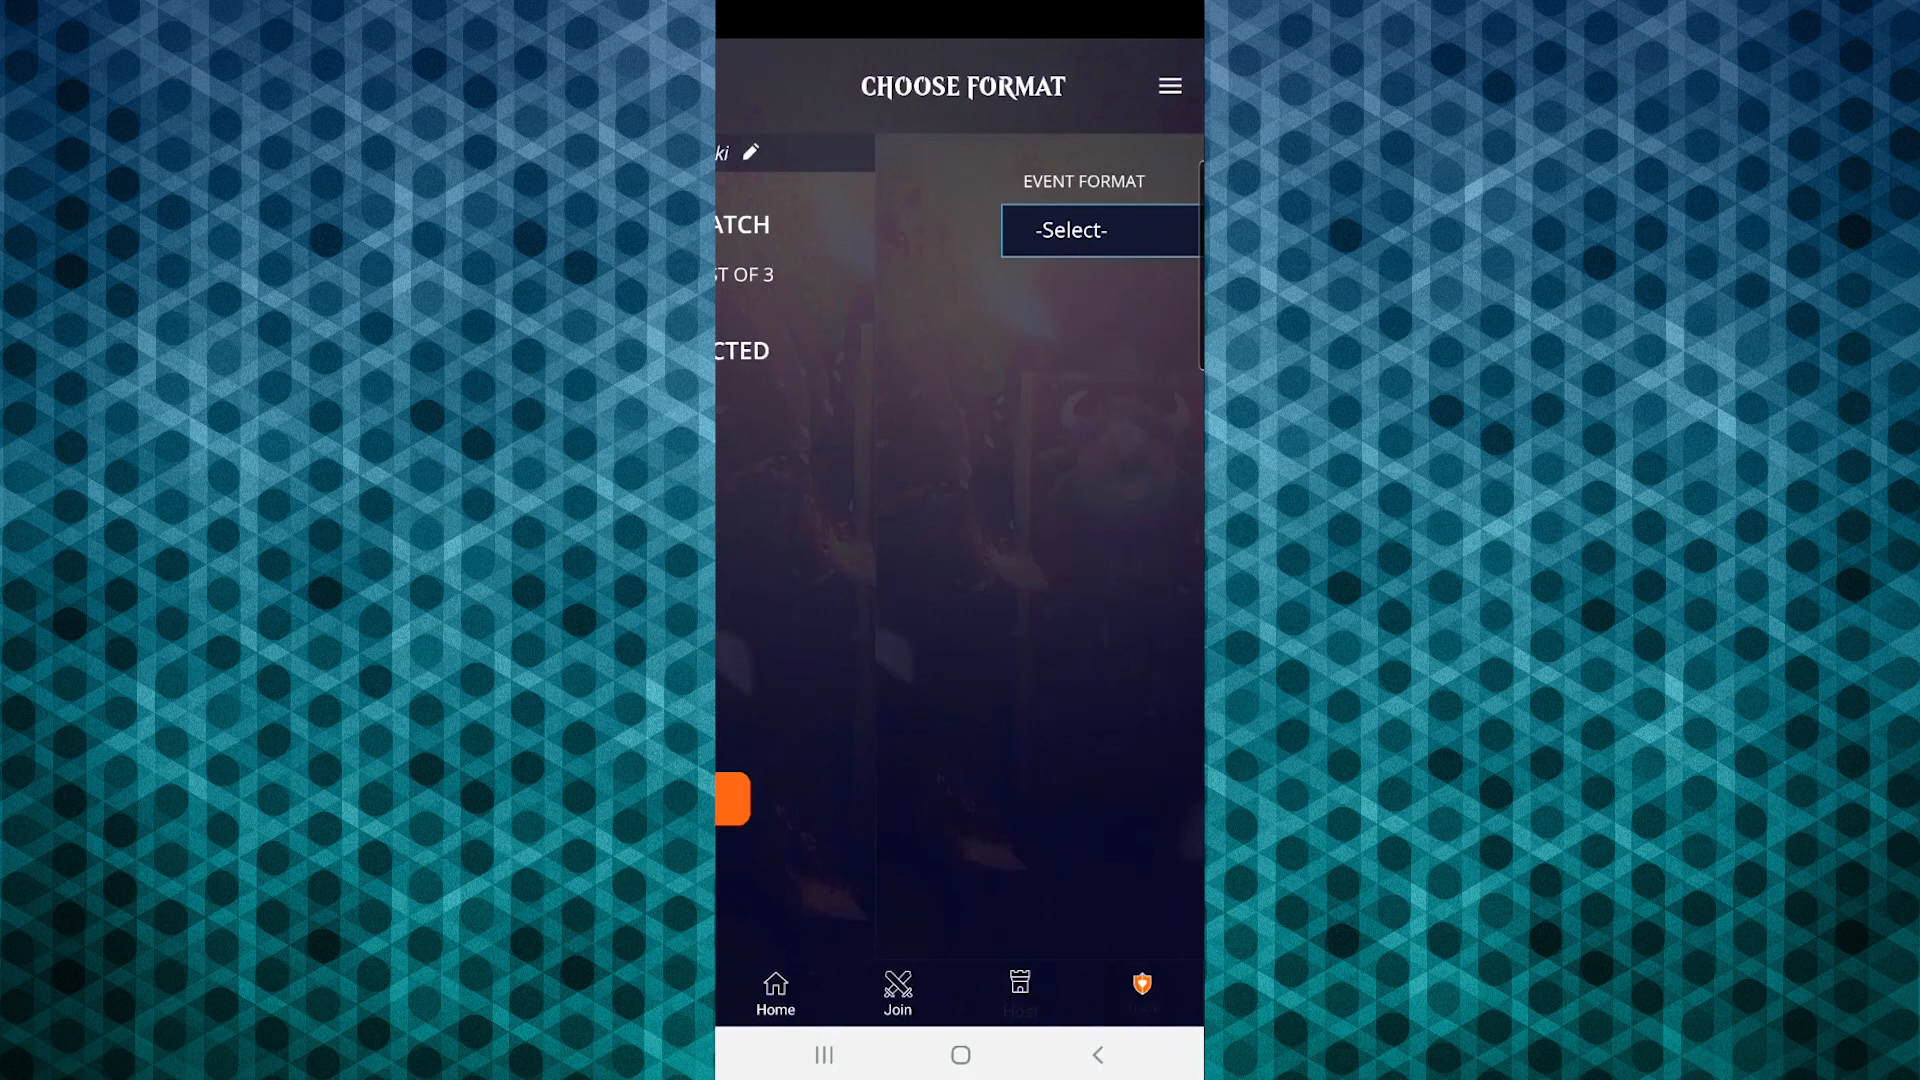 CHOOSE FORMAT
ki
ATCH
ST OF 3
CTED
EVENT FORMAT
-Select-
Home
Join
Host